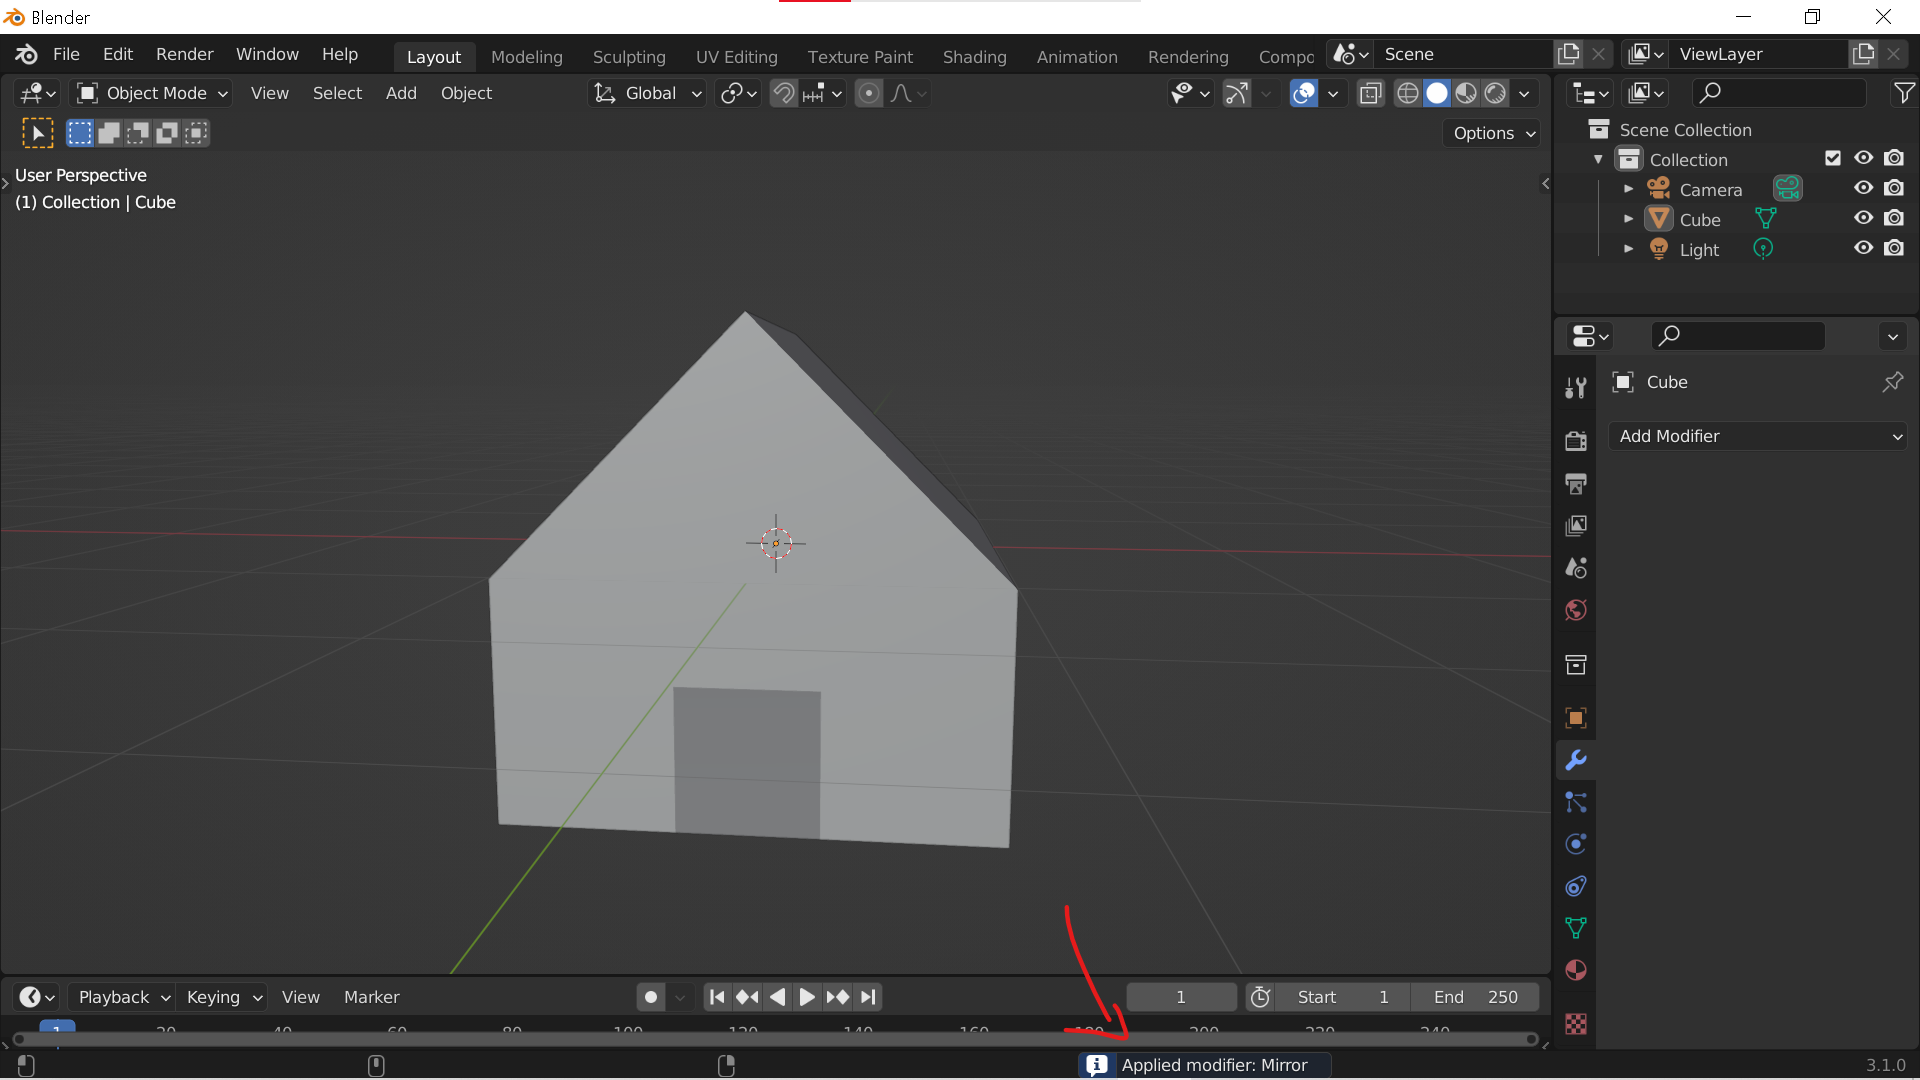 Blender
File Edit Render Window Help Layout Modeling Sculpting UV Editing Texture Paint Shading Animation Rendering Compo Scene ViewLayer
Object Mode View Select Add Object Global
Options
User Perspective
(1) Collection | Cube
Scene Collection
Collection
Camera
Cube
Light
Cube
Add Modifier
Playback Keying View Marker 1 Start 1 End 250
1 20 40 60 80 100 120 140 160 180 200 220 240
Applied modifier: Mirror 3.1.0